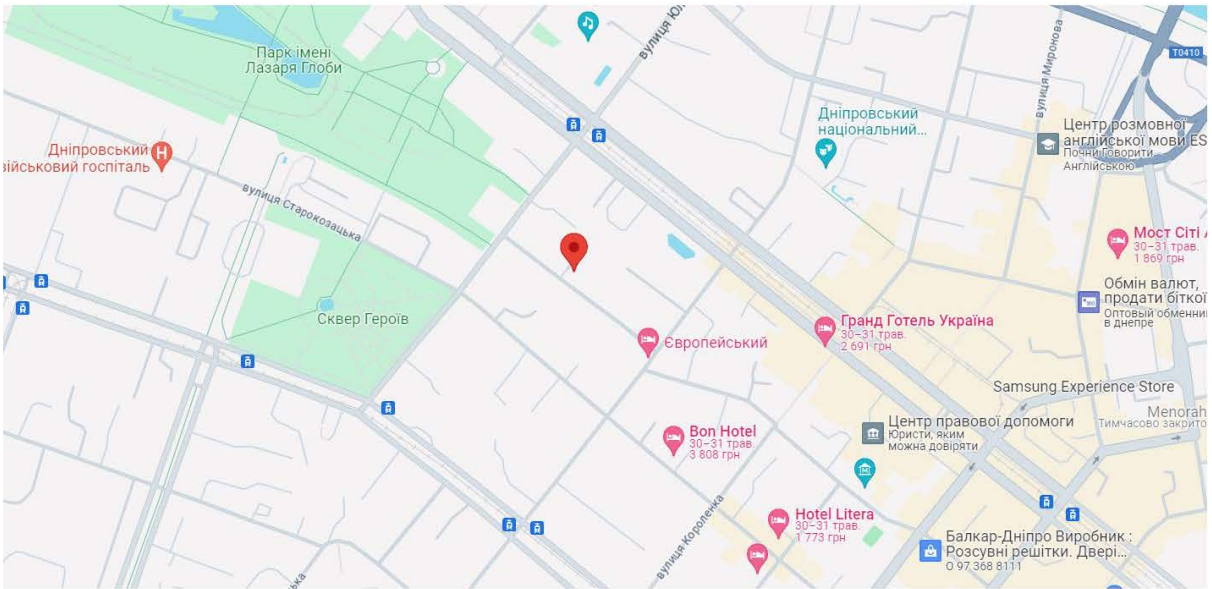 вулиця Юл
Парк імені
Лазаря Глоби
вулиця Миронова
T0410
Дніпровський
національний...
Центр розмовної
англійської мови ES
Почни Говорити
Англійською
Дніпровський
військовий госпіталь
H
вулиця Старокозацька
Мост Сіті
30–31 трав.
1 869 грн
Обмін валют,
продати біткої
Оптовый обменни
в днепре
Сквер Героїв
Гранд Готель Україна
30–31 трав.
2 691 грн
Європейський
Samsung Experience Store
Menorah
Тимчасово закрито
Центр правової допомоги
Юристи, яким
можна довіряти
Bon Hotel
30–31 трав.
3 808 грн
вулиця Короленка
Hotel Litera
30–31 трав.
1 773 грн
Балкар-Дніпро Виробник :
Розсувні решітки. Двері...
0 97 368 8111
ька